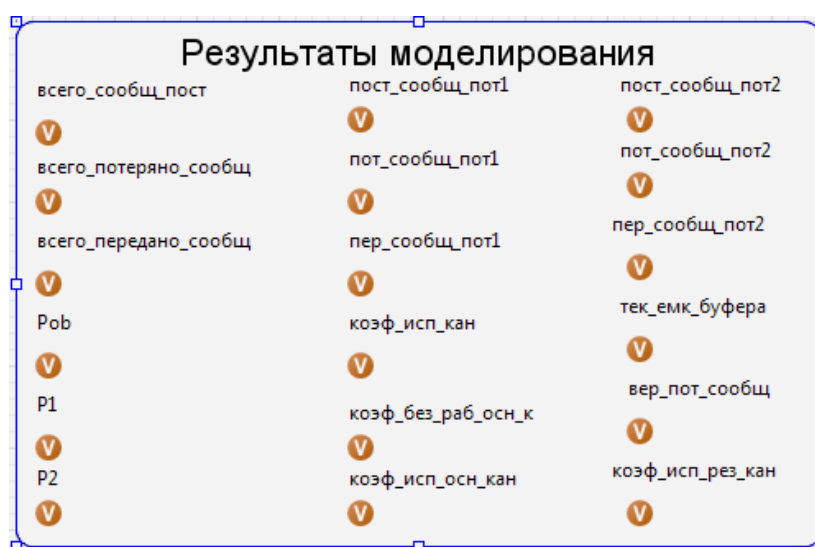 Результаты моделирования
всего_сообщ_пост
пост_сообщ_пот1
пост_сообщ_пот2
V
V
V
всего_потеряно_сообщ
пот_сообщ_пот1
пот_сообщ_пот2
V
V
V
всего_передано_сообщ
пер_сообщ_пот1
пер_сообщ_пот2
V
V
V
Pob
коэф_исп_кан
тек_емк_буфера
V
V
V
P1
коэф_без_раб_осн_к
вер_пот_сообщ
V
V
V
P2
коэф_исп_осн_кан
коэф_исп_рез_кан
V
V
V